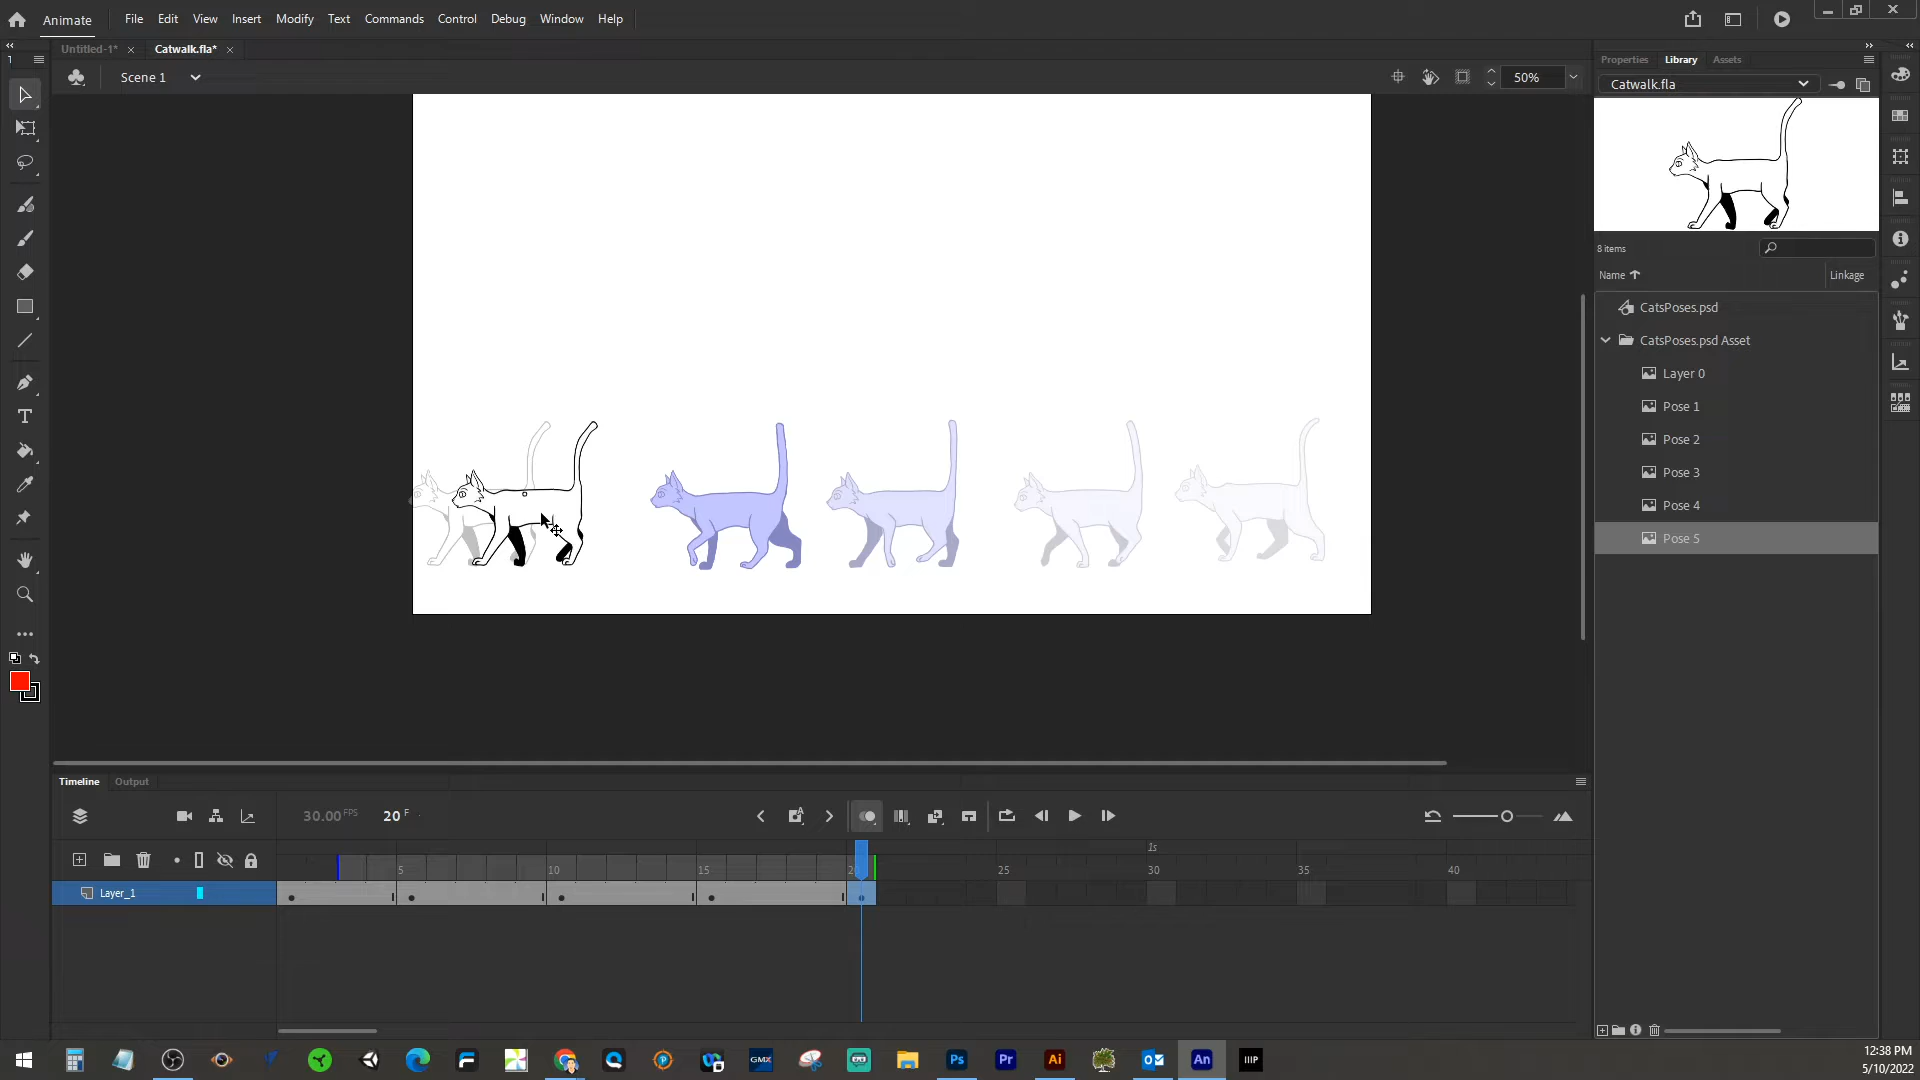 Animate File Edit View Insert Modify Text Commands Control Debug Window Help
Untitled-1* × Catwalk.fla* ×
Scene 1 50%
Properties Library Assets
Catwalk.fla
8 items
Name Linkage
CatsPoses.psd
CatsPoses.psd Asset
Layer 0
Pose 1
Pose 2
Pose 3
Pose 4
Pose 5
Timeline Output
30.00 FPS 20 F
1s
5 10 15 25 30 35 40
Layer_1
GMX Ps Pr Ai An
12:38 PM
5/10/2022